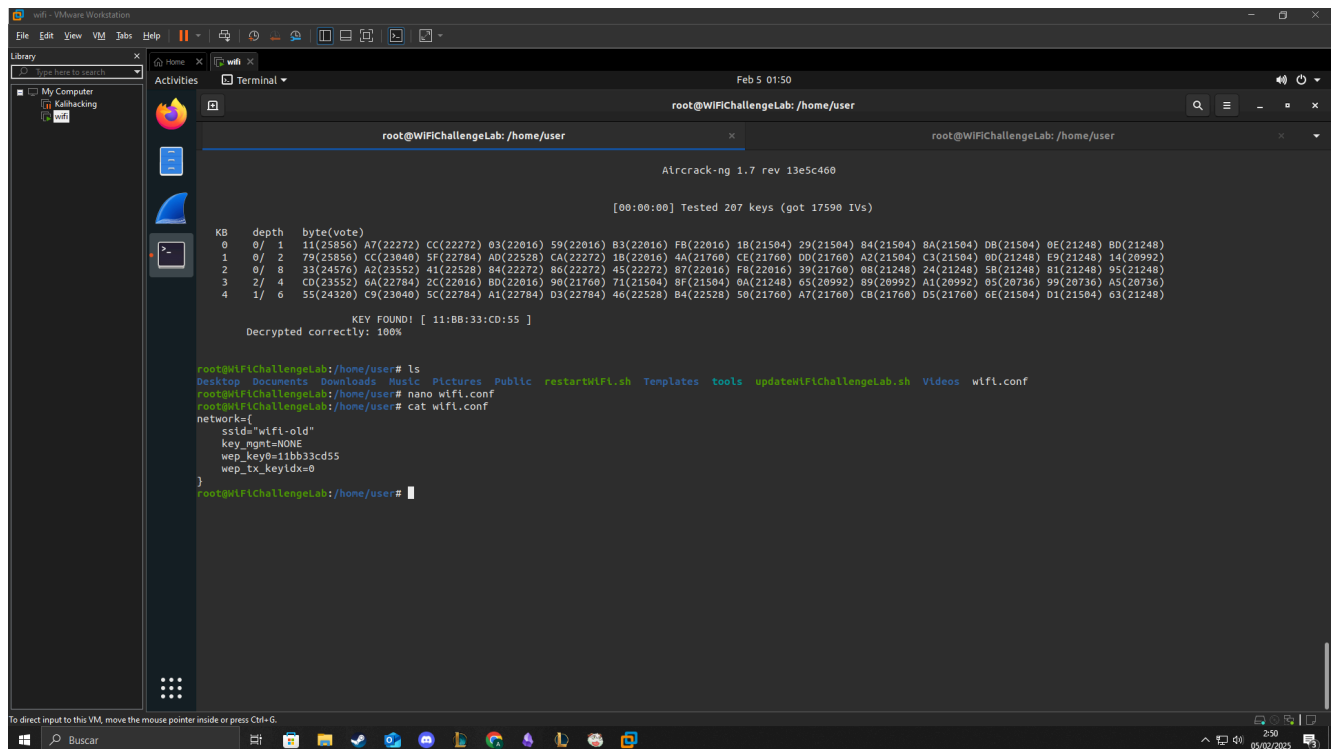 wifi - VMware Workstation
File Edit View VM Tabs Help
Library
Type here to search
My Computer
Kalihacking
wifi
Home
wifi
Activities Terminal Feb 5 01:50
root@WiFiChallengeLab: /home/user
root@WiFiChallengeLab: /home/user root@WiFiChallengeLab: /home/user
Aircrack-ng 1.7 rev 13e5c460
[00:00:00] Tested 207 keys (got 17590 IVs)
KB depth byte(vote)
0 0/ 1 11(25856) A7(22272) CC(22272) 03(22016) 59(22016) B3(22016) FB(22016) 1B(21504) 29(21504) 84(21504) 8A(21504) DB(21504) 0E(21248) BD(21248)
1 0/ 2 79(25856) CC(23040) 5F(22784) AD(22528) CA(22272) 1B(22016) 4A(21760) CE(21760) DD(21760) A2(21504) C3(21504) 0D(21248) E9(21248) 14(20992)
2 0/ 8 33(24576) A2(23552) 41(22528) 84(22272) 86(22272) 45(22272) 87(22016) F8(22016) 39(21760) 08(21248) 24(21248) 5B(21248) 81(21248) 95(21248)
3 2/ 4 CD(23552) 6A(22784) 2C(22016) BD(22016) 90(21760) 71(21504) 8F(21504) 0A(21248) 65(20992) 89(20992) A1(20992) 05(20736) 99(20736) A5(20736)
4 1/ 6 55(24320) C9(23040) 5C(22784) A1(22784) D3(22784) 46(22528) B4(22528) 50(21760) A7(21760) CB(21760) D5(21760) 6E(21504) D1(21504) 63(21248)
KEY FOUND! [ 11:BB:33:CD:55 ]
Decrypted correctly: 100%
root@WiFiChallengeLab:/home/user# ls
Desktop Documents Downloads Music Pictures Public restartWiFi.sh Templates tools updateWiFiChallengeLab.sh Videos wifi.conf
root@WiFiChallengeLab:/home/user# nano wifi.conf
root@WiFiChallengeLab:/home/user# cat wifi.conf
network={
ssid="wifi-old"
key_mgmt=NONE
wep_key0=11bb33cd55
wep_tx_keyidx=0
}
root@WiFiChallengeLab:/home/user#
To direct input to this VM, move the mouse pointer inside or press Ctrl+G.
Buscar
2:50
05/02/2025